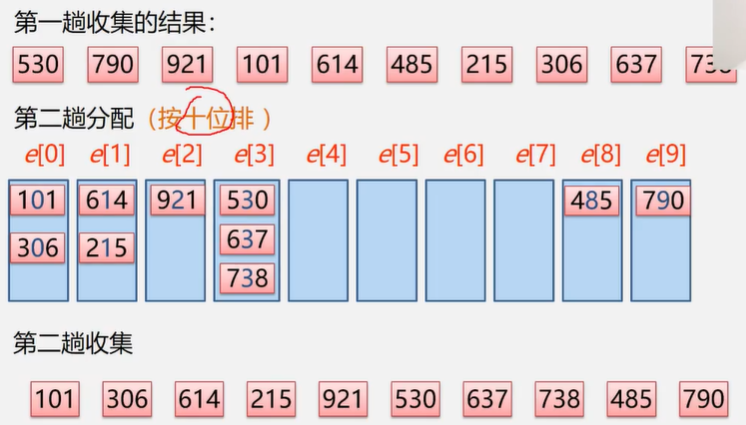 第一趟收集的结果：
530 790 921 101 614 485 215 306 637 738
第二趟分配（按十位排 ）
e[0] e[1] e[2] e[3] e[4] e[5] e[6] e[7] e[8] e[9]
101 614 921 530 485 790
306 215 637
738
第二趟收集
101 306 614 215 921 530 637 738 485 790